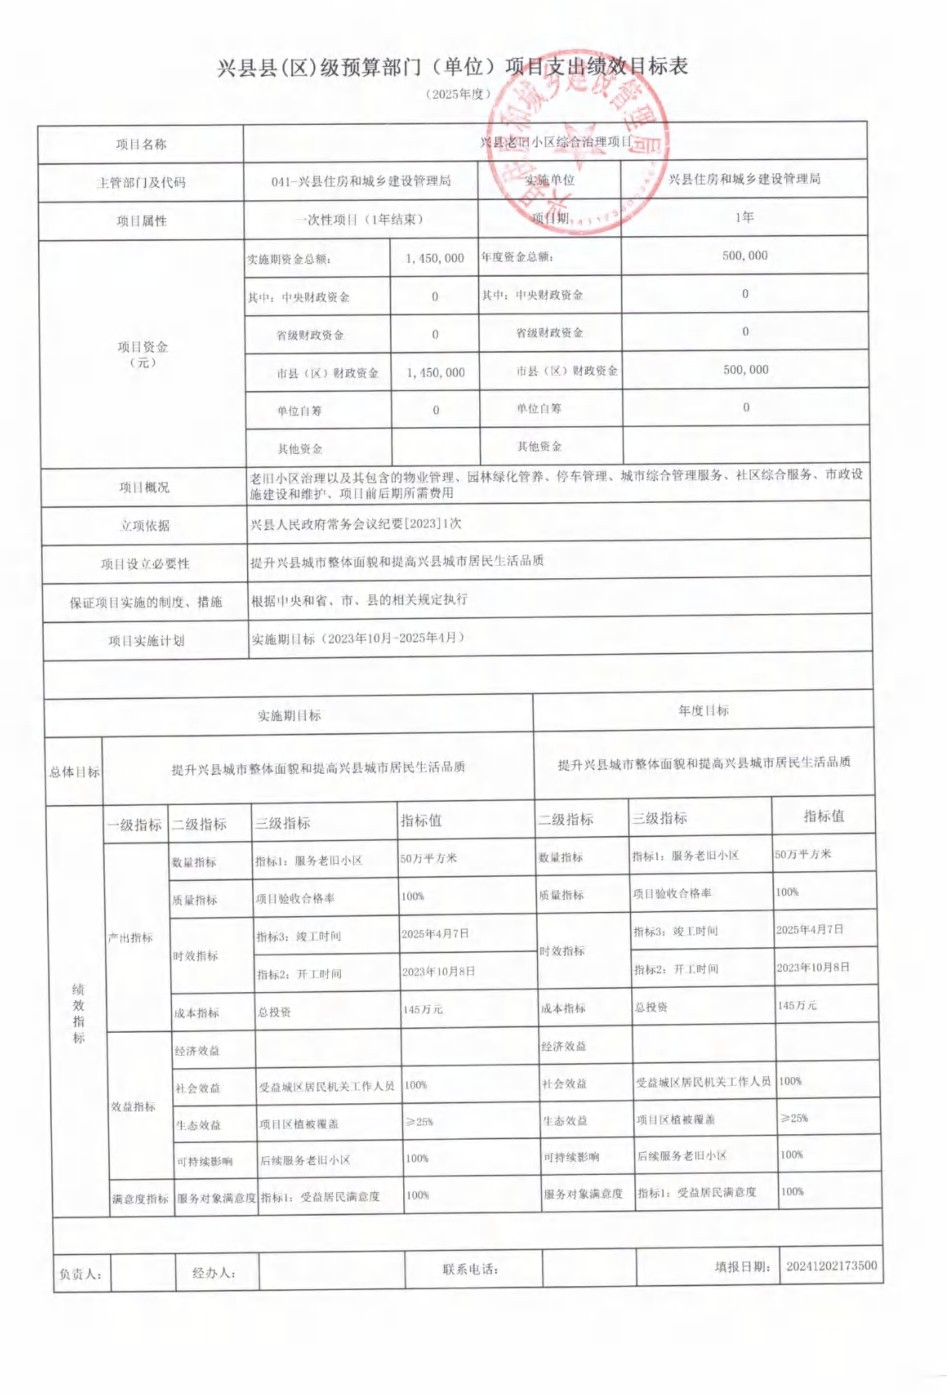 兴县县(区)级预算部门（单位）项目支出绩效目标表
（2025年度）
项目名称 兴县老旧小区综合治理项目
主管部门及代码 041-兴县住房和城乡建设管理局 实施单位 兴县住房和城乡建设管理局
项目属性 一次性项目（1年结束） 项目期 1年
项目资金
（元）
实施期资金总额： 1,450,000 年度资金总额： 500,000
其中：中央财政资金 0 其中：中央财政资金 0
省级财政资金 0 省级财政资金 0
市县（区）财政资金 1,450,000 市县（区）财政资金 500,000
单位自筹 0 单位自筹 0
其他资金 其他资金
项目概况 老旧小区治理以及其包含的物业管理、园林绿化管养、停车管理、城市综合管理服务、社区综合服务、市政设
施建设和维护、项目前后期所需费用
立项依据 兴县人民政府常务会议纪要[2023]1次
项目设立必要性 提升兴县城市整体面貌和提高兴县城市居民生活品质
保证项目实施的制度、措施 根据中央和省、市、县的相关规定执行
项目实施计划 实施期目标（2023年10月-2025年4月）
实施期目标 年度目标
总体目标 提升兴县城市整体面貌和提高兴县城市居民生活品质 提升兴县城市整体面貌和提高兴县城市居民生活品质
绩效指标
一级指标 二级指标 三级指标 指标值 二级指标 三级指标 指标值
产出指标
数量指标 指标1：服务老旧小区 50万平方米 数量指标 指标1：服务老旧小区 50万平方米
质量指标 项目验收合格率 100% 质量指标 项目验收合格率 100%
时效指标 指标3：竣工时间 2025年4月7日 时效指标 指标3：竣工时间 2025年4月7日
指标2：开工时间 2023年10月8日 指标2：开工时间 2023年10月8日
成本指标 总投资 145万元 成本指标 总投资 145万元
效益指标
经济效益 经济效益
社会效益 受益城区居民机关工作人员 100% 社会效益 受益城区居民机关工作人员 100%
生态效益 项目区植被覆盖 ≥25% 生态效益 项目区植被覆盖 ≥25%
可持续影响 后续服务老旧小区 100% 可持续影响 后续服务老旧小区 100%
满意度指标 服务对象满意度 指标1：受益居民满意度 100% 服务对象满意度 指标1：受益居民满意度 100%
负责人： 经办人： 联系电话： 填报日期： 20241202173500
兴县住房和城乡建设管理局